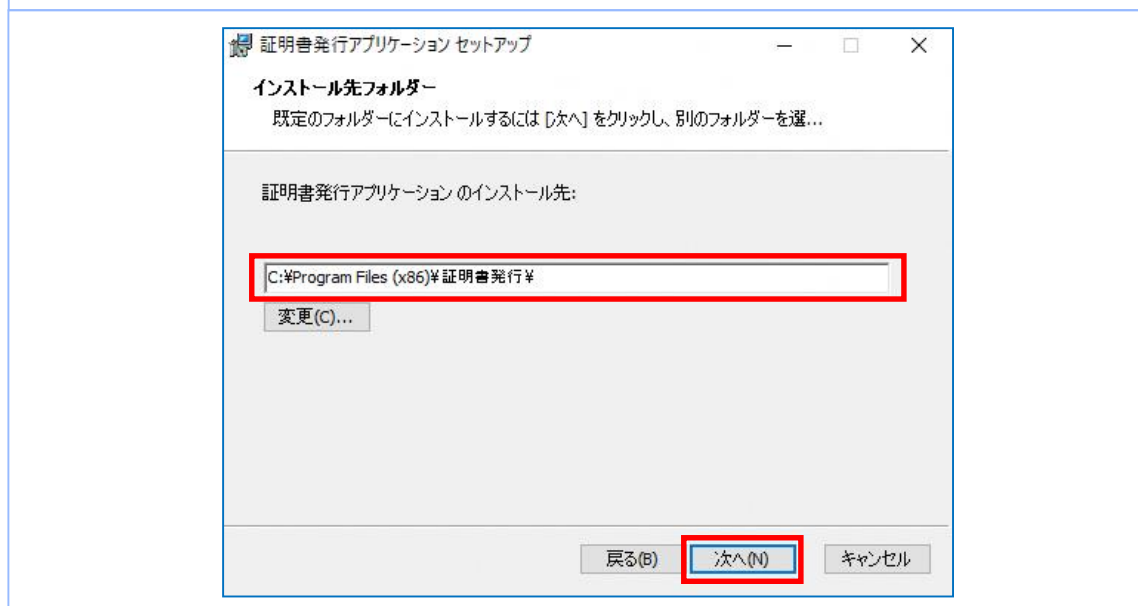 証明書発行アプリケーション セットアップ
インストール先フォルダー
既定のフォルダーにインストールするには [次へ] をクリックし、別のフォルダーを選...
証明書発行アプリケーション のインストール先:
C:¥Program Files (x86)¥証明書発行¥
変更(C)...
戻る(B) 次へ(N) キャンセル